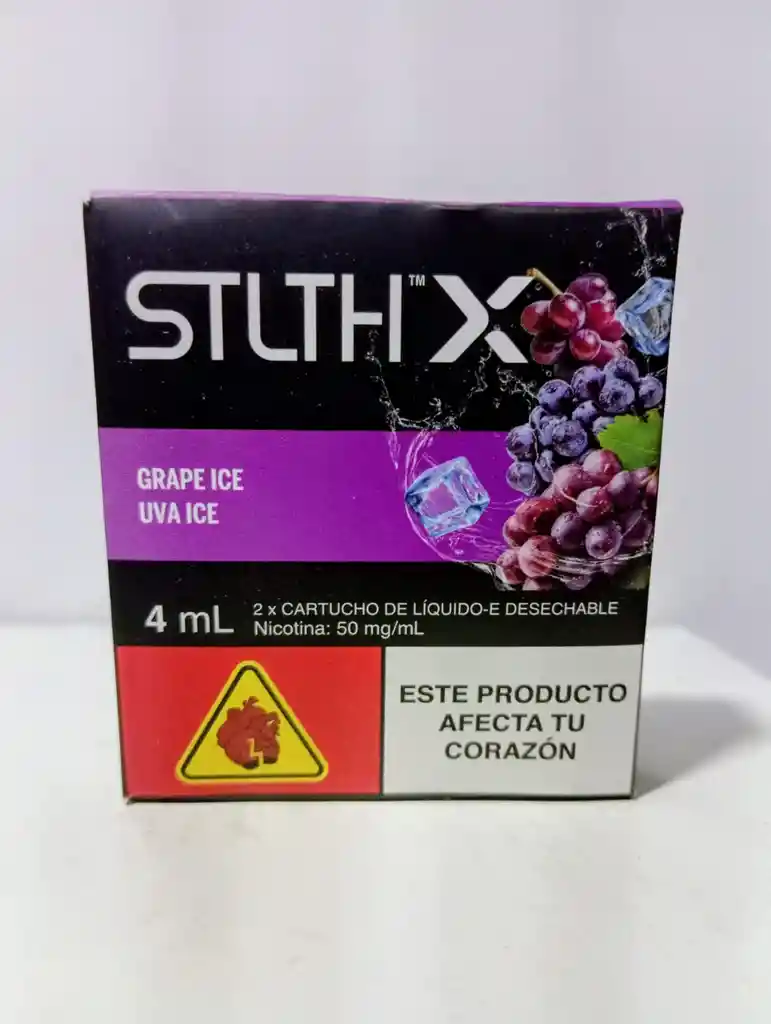 STLTH™ X
GRAPE ICE
UVA ICE
4 mL
2 x CARTUCHO DE LÍQUIDO-E DESECHABLE
Nicotina: 50 mg/mL
ESTE PRODUCTO
AFECTA TU
CORAZÓN